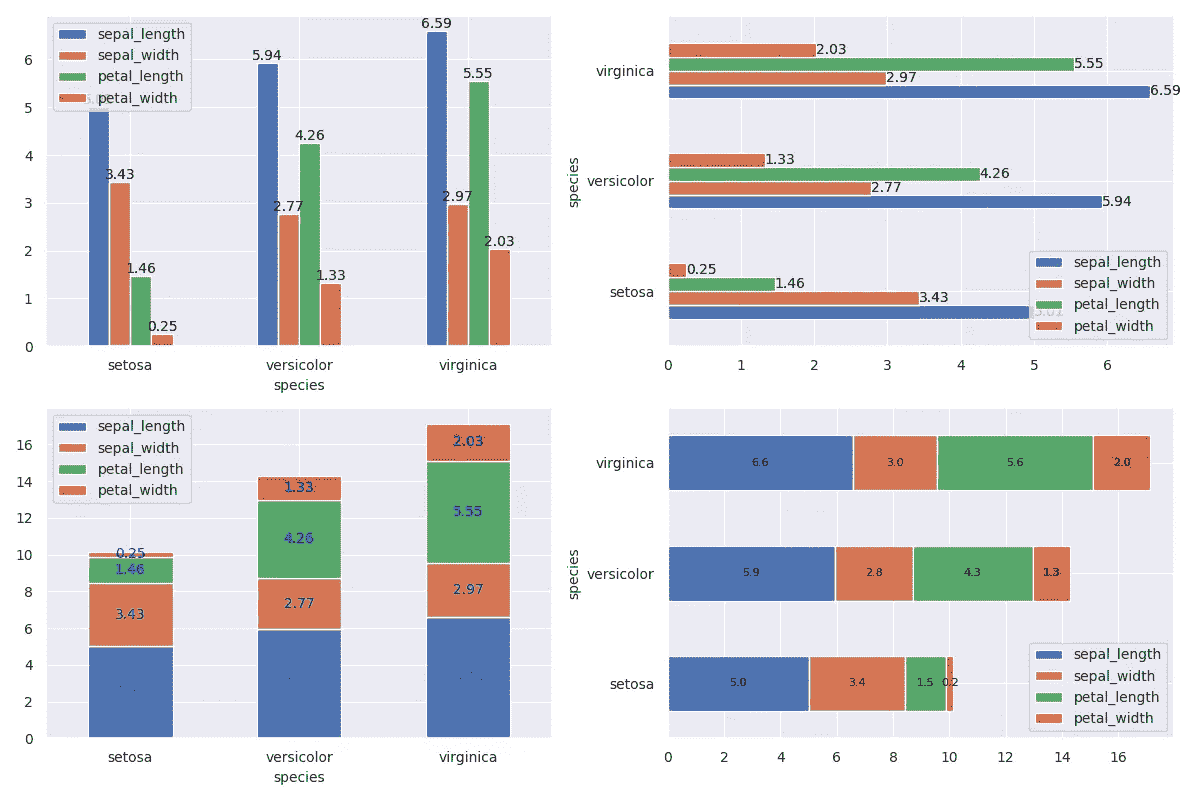 sepal_length
sepal_width
petal_length
petal_width
6.59
5.94
5.55
4.26
3.43
2.97
2.77
2.03
1.46
1.33
0.25
6
5
4
3
2
1
0
setosa versicolor virginica
species
2.03
5.55
2.97
6.59
1.33
4.26
2.77
5.94
0.25
1.46
3.43
5.01
virginica
versicolor
setosa
species
sepal_length
sepal_width
petal_length
petal_width
0 1 2 3 4 5 6
sepal_length
sepal_width
petal_length
petal_width
16
14
12
10
8
6
4
2
0
0.25
1.46
3.43
1.33
4.26
2.77
2.03
5.55
2.97
setosa versicolor virginica
species
virginica
6.6 3.0 5.6 2.0
versicolor
5.9 2.8 4.3 1.3
setosa
5.0 3.4 1.5 0.2
species
sepal_length
sepal_width
petal_length
petal_width
0 2 4 6 8 10 12 14 16